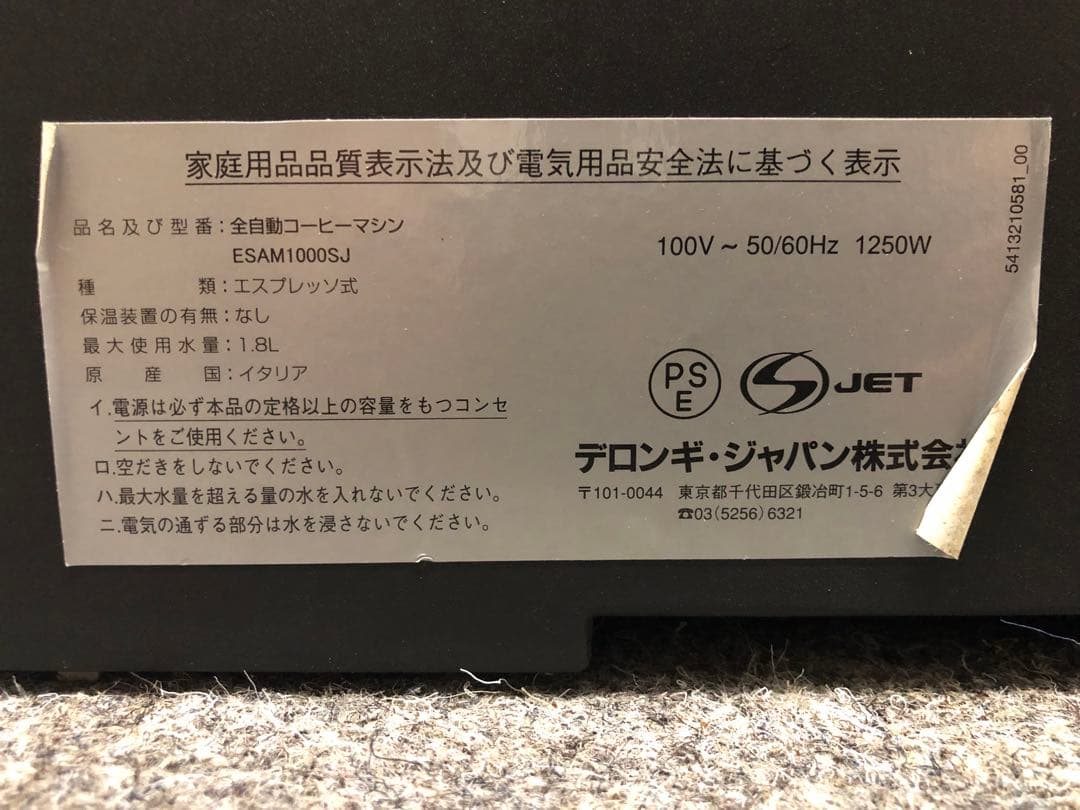 家庭用品品質表示法及び電気用品安全法に基づく表示
品名及び型番：全自動コーヒーマシン
ESAM1000SJ
種類：エスプレッソ式
保温装置の有無：なし
最大使用水量：1.8L
原産国：イタリア
イ.電源は必ず本品の定格以上の容量をもつコンセ
ントをご使用ください。
ロ.空だきをしないでください。
ハ.最大水量を超える量の水を入れないでください。
ニ.電気の通ずる部分は水を浸さないでください。
100V～50/60Hz 1250W
5413210581_00
PS
E
JET
デロンギ・ジャパン株式会
〒101-0044 東京都千代田区鍛冶町1-5-6 第3大
☎03(5256)6321